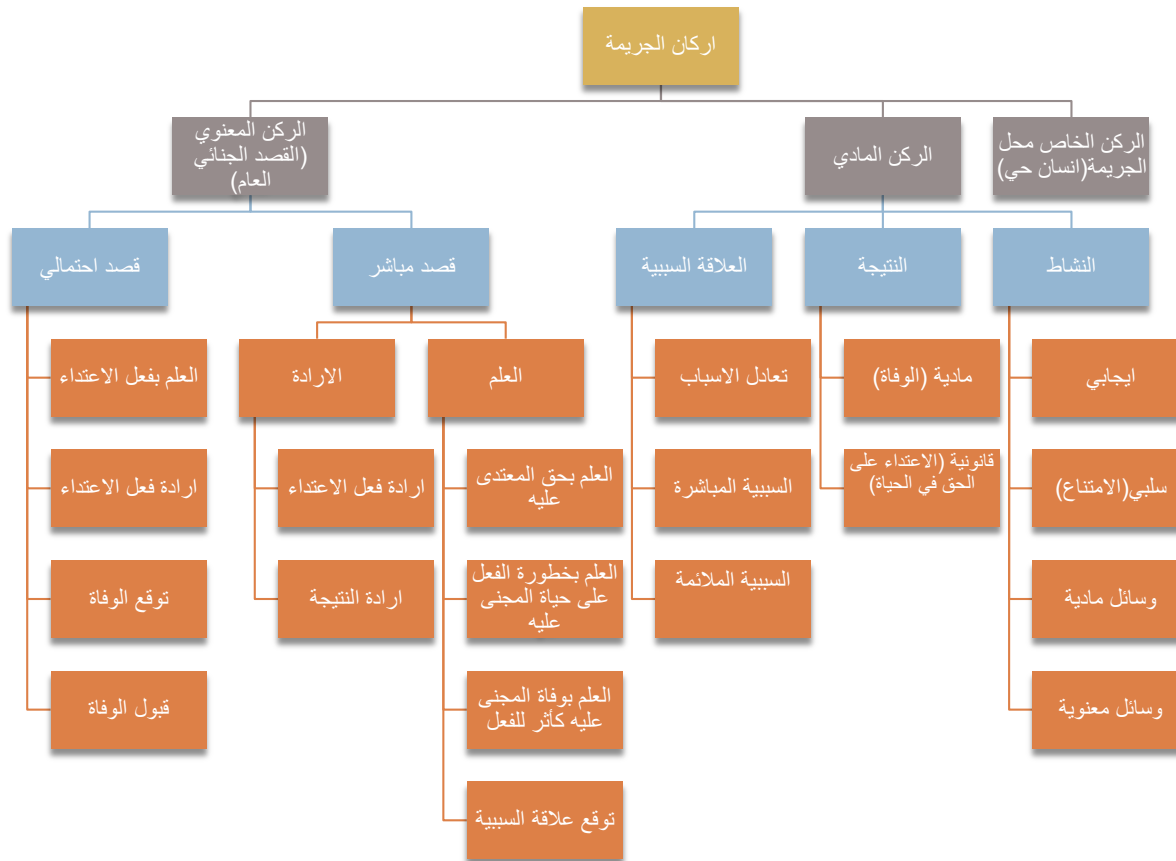 اركان الجريمة
الركن الخاص محل
الجريمة(انسان حي)
الركن المادي
الركن المعنوي
(القصد الجنائي
العام)
النشاط
ايجابي
سلبي(الامتناع)
وسائل مادية
وسائل معنوية
النتيجة
مادية (الوفاة)
قانونية (الاعتداء على
الحق في الحياة)
العلاقة السببية
تعادل الاسباب
السببية المباشرة
السببية الملائمة
قصد مباشر
العلم
العلم بحق المعتدى
عليه
العلم بخطورة الفعل
على حياة المجنى
عليه
العلم بوفاة المجنى
عليه كأثر للفعل
توقع علاقة السببية
الارادة
ارادة فعل الاعتداء
ارادة النتيجة
قصد احتمالي
العلم بفعل الاعتداء
ارادة فعل الاعتداء
توقع الوفاة
قبول الوفاة